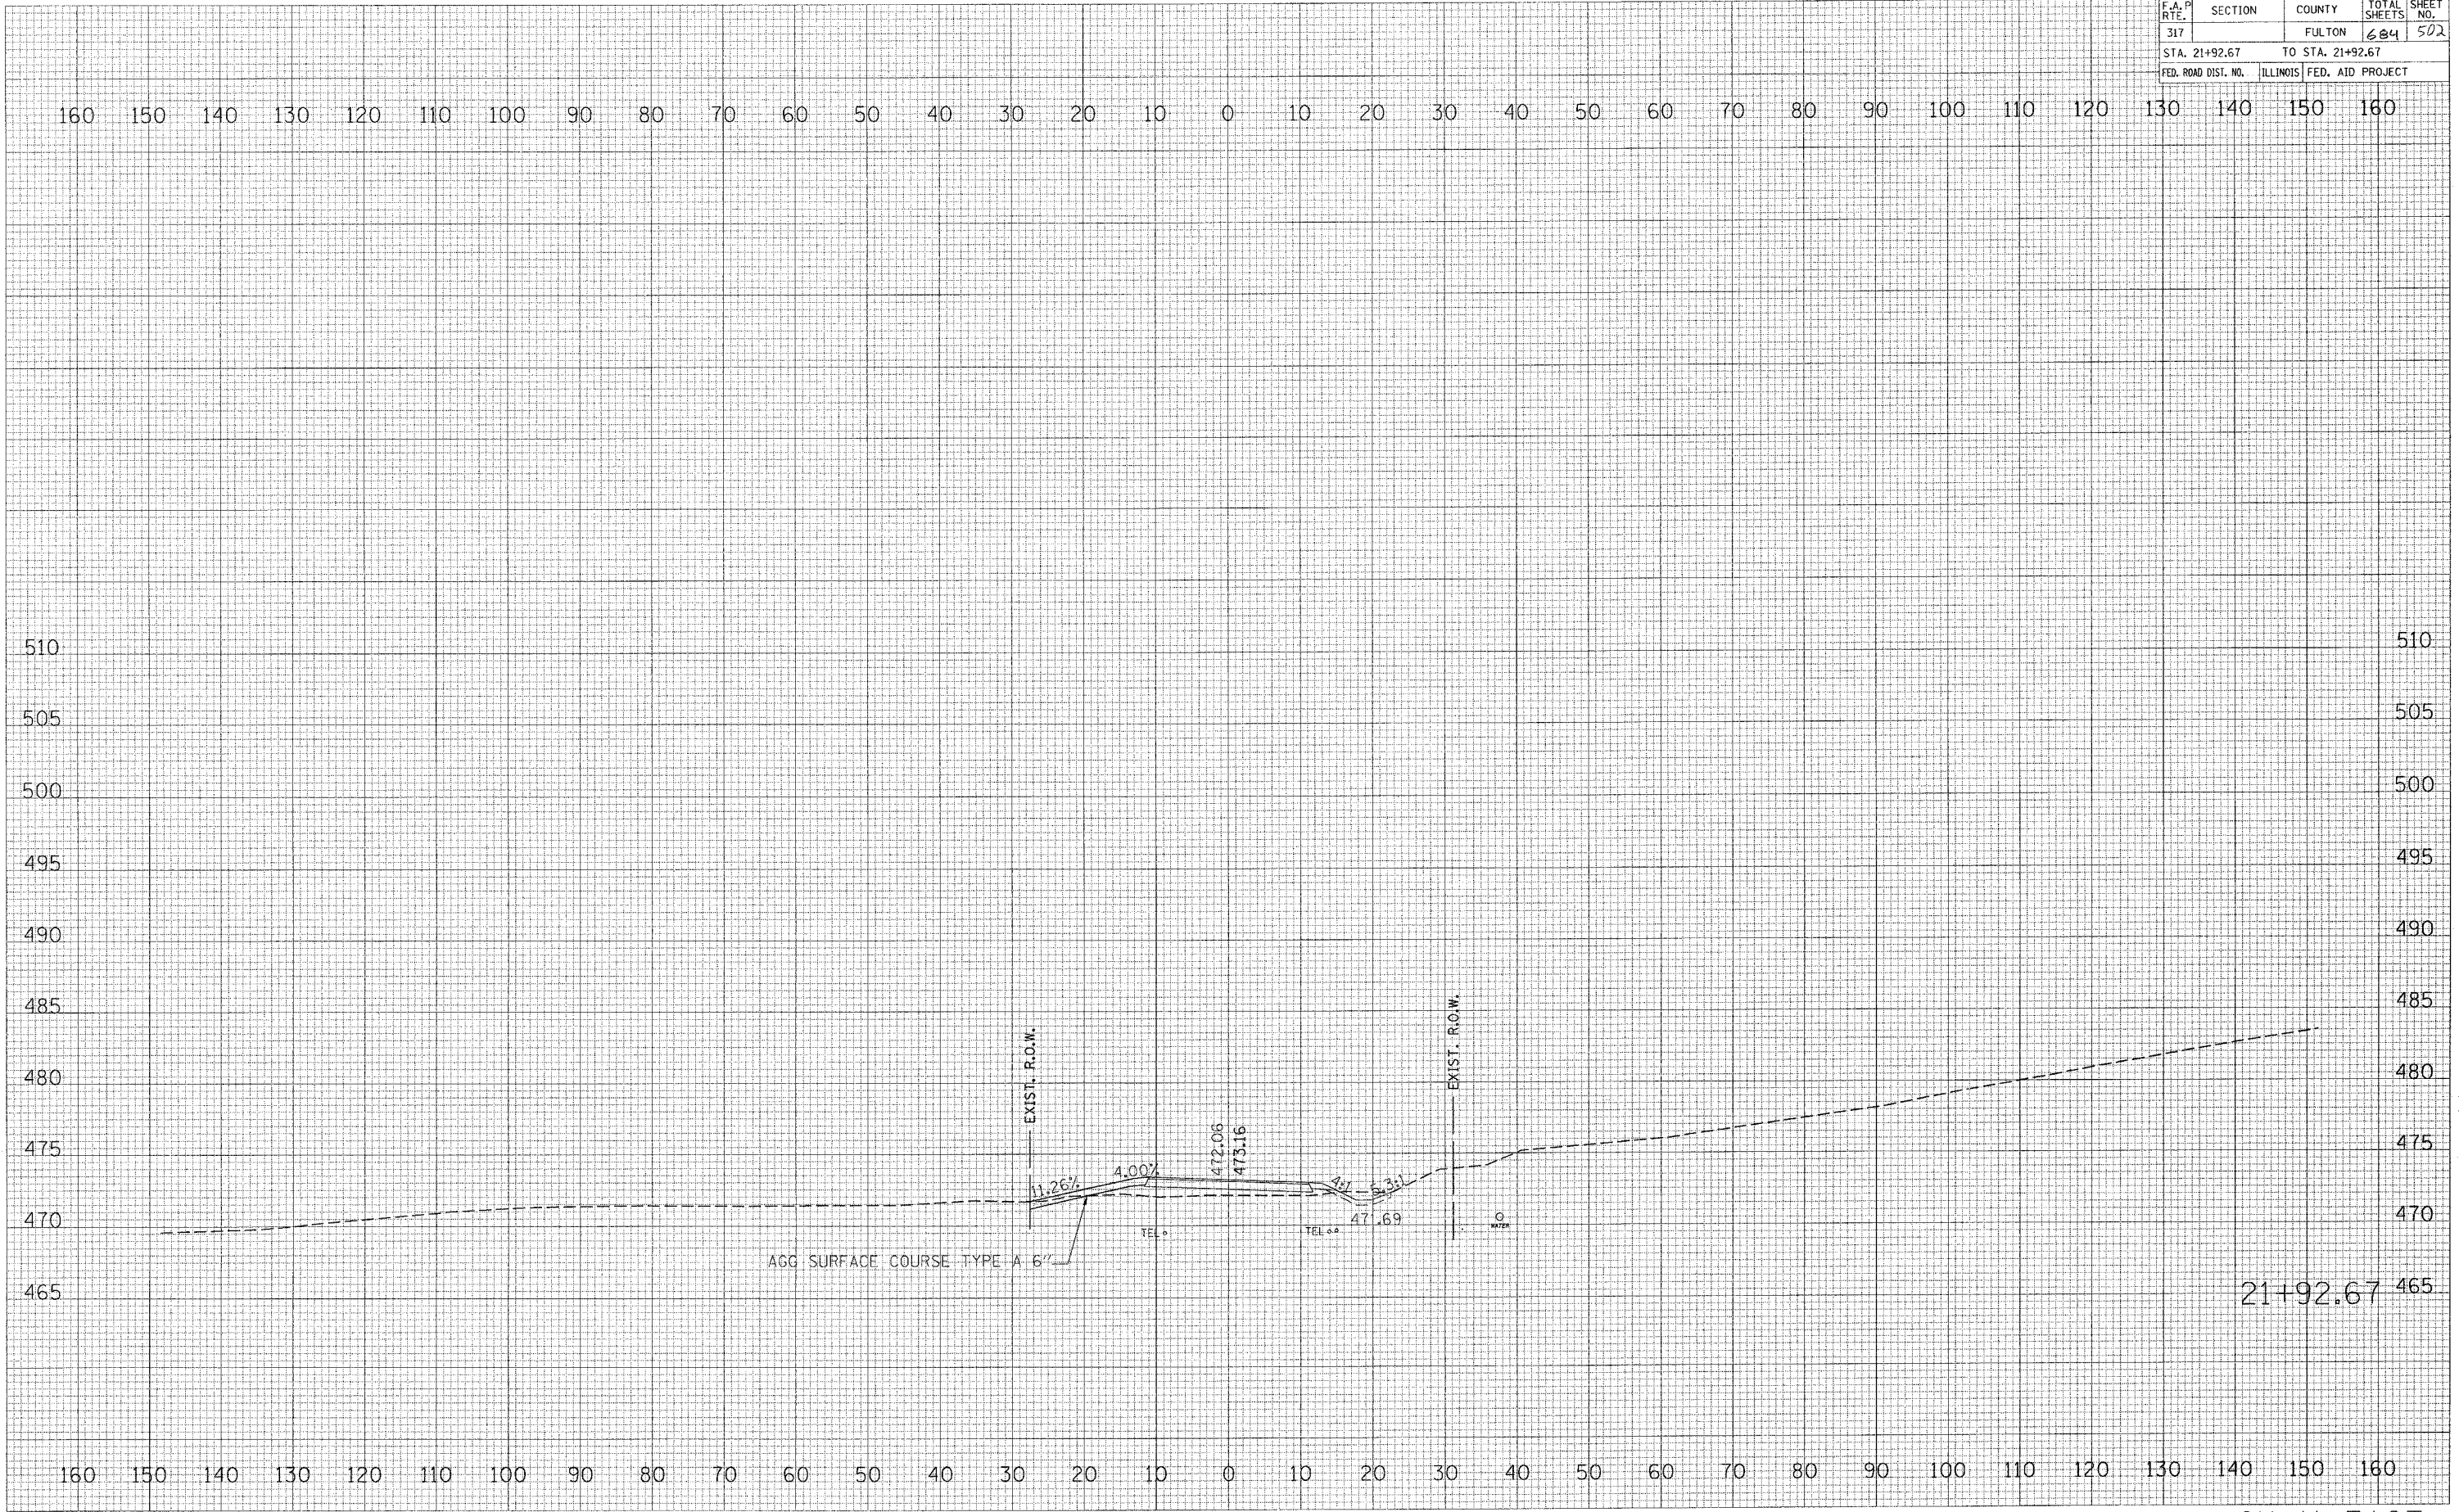 F.A.P RTE. SECTION COUNTY TOTAL SHEETS SHEET NO.
317 FULTON 684 502
STA. 21+92.67 TO STA. 21+92.67
FED. ROAD DIST. NO. ILLINOIS FED. AID PROJECT
160 150 140 130 120 110 100 90 80 70 60 50 40 30 20 10 0 10 20 30 40 50 60 70 80 90 100 110 120 130 140 150 160
510 510
505 505
500 500
495 495
490 490
485 485
EXIST. R.O.W. EXIST. R.O.W.
480 480
475 472.06 473.16 475
11.26% 4.00% 4:1 5.3:1
470 471.69 470
TEL TEL WATER
AGG SURFACE COURSE TYPE A 6"
465 21+92.67 465
160 150 140 130 120 110 100 90 80 70 60 50 40 30 20 10 0 10 20 30 40 50 60 70 80 90 100 110 120 130 140 150 160